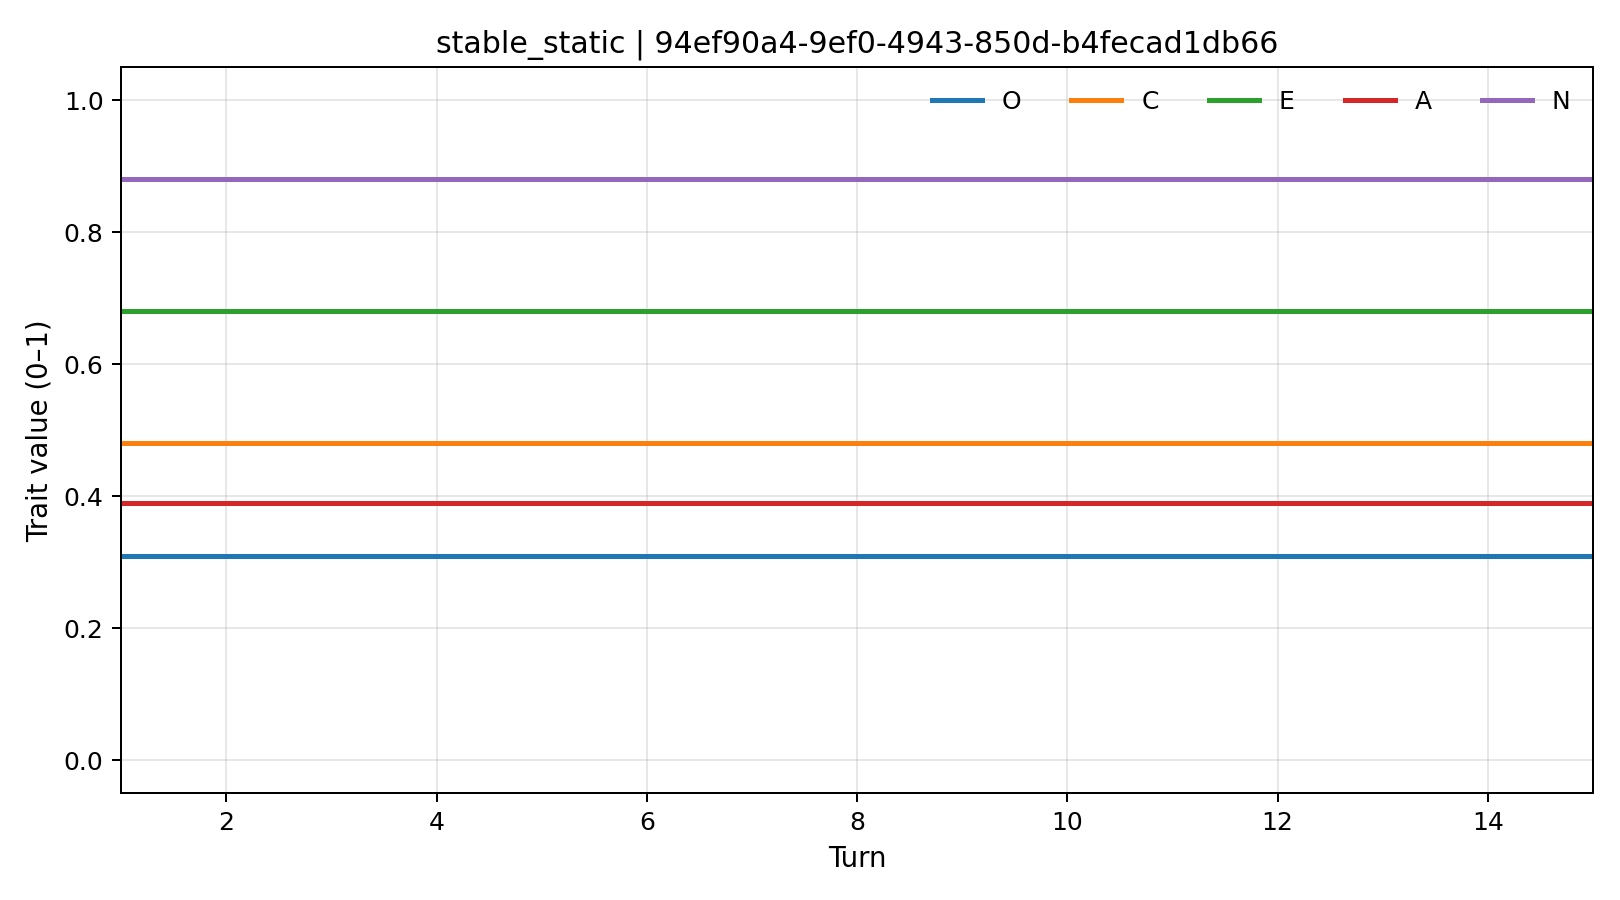 stable_static | 94ef90a4-9ef0-4943-850d-b4fecad1db66
O C E A N
1.0
0.8
0.6
0.4
0.2
0.0
Trait value (0–1)
2 4 6 8 10 12 14
Turn